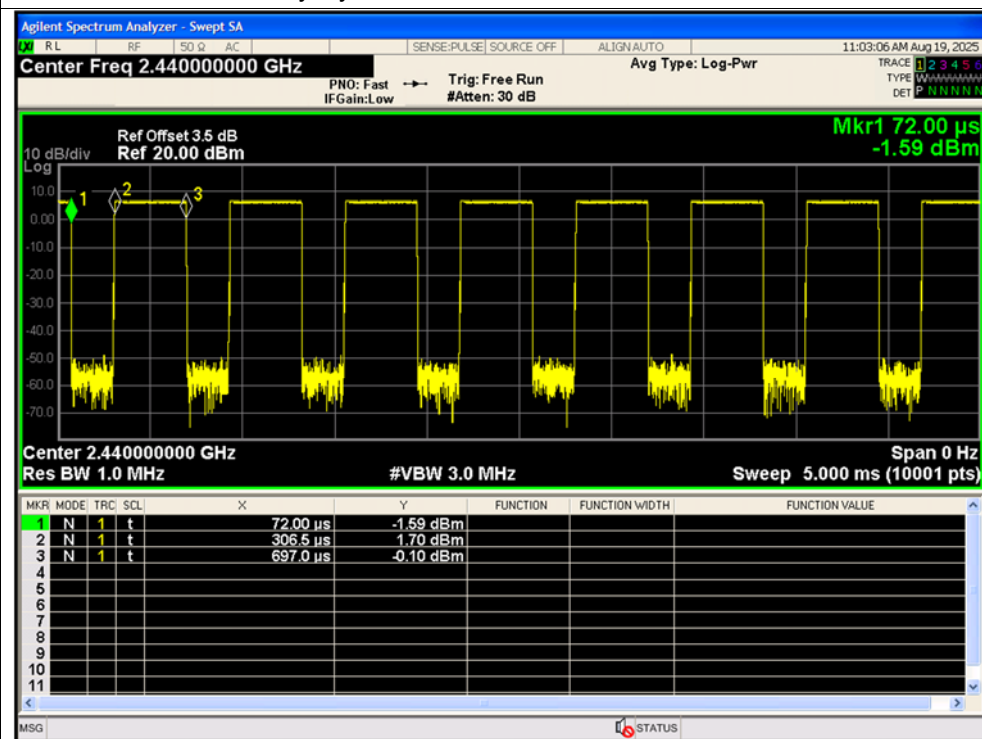 Agilent Spectrum Analyzer - Swept SA
LXI RL RF 50 Ω AC SENSE:PULSE SOURCE OFF ALIGN AUTO 11:03:06 AM Aug 19, 2025
Center Freq 2.440000000 GHz
PNO: Fast
IFGain:Low
Trig: Free Run
#Atten: 30 dB
Avg Type: Log-Pwr
TRACE 1 2 3 4 5 6
TYPE WWWWWW
DET P N N N N N
Mkr1 72.00 µs
-1.59 dBm
Ref Offset 3.5 dB
10 dB/div Ref 20.00 dBm
Log
10.0
0.00
-10.0
-20.0
-30.0
-40.0
-50.0
-60.0
-70.0
1
2
3
Center 2.440000000 GHz Span 0 Hz
Res BW 1.0 MHz #VBW 3.0 MHz Sweep 5.000 ms (10001 pts)
MKR MODE TRC SCL X Y FUNCTION FUNCTION WIDTH FUNCTION VALUE
1 N 1 t 72.00 µs -1.59 dBm
2 N 1 t 306.5 µs 1.70 dBm
3 N 1 t 697.0 µs -0.10 dBm
4
5
6
7
8
9
10
11
MSG STATUS